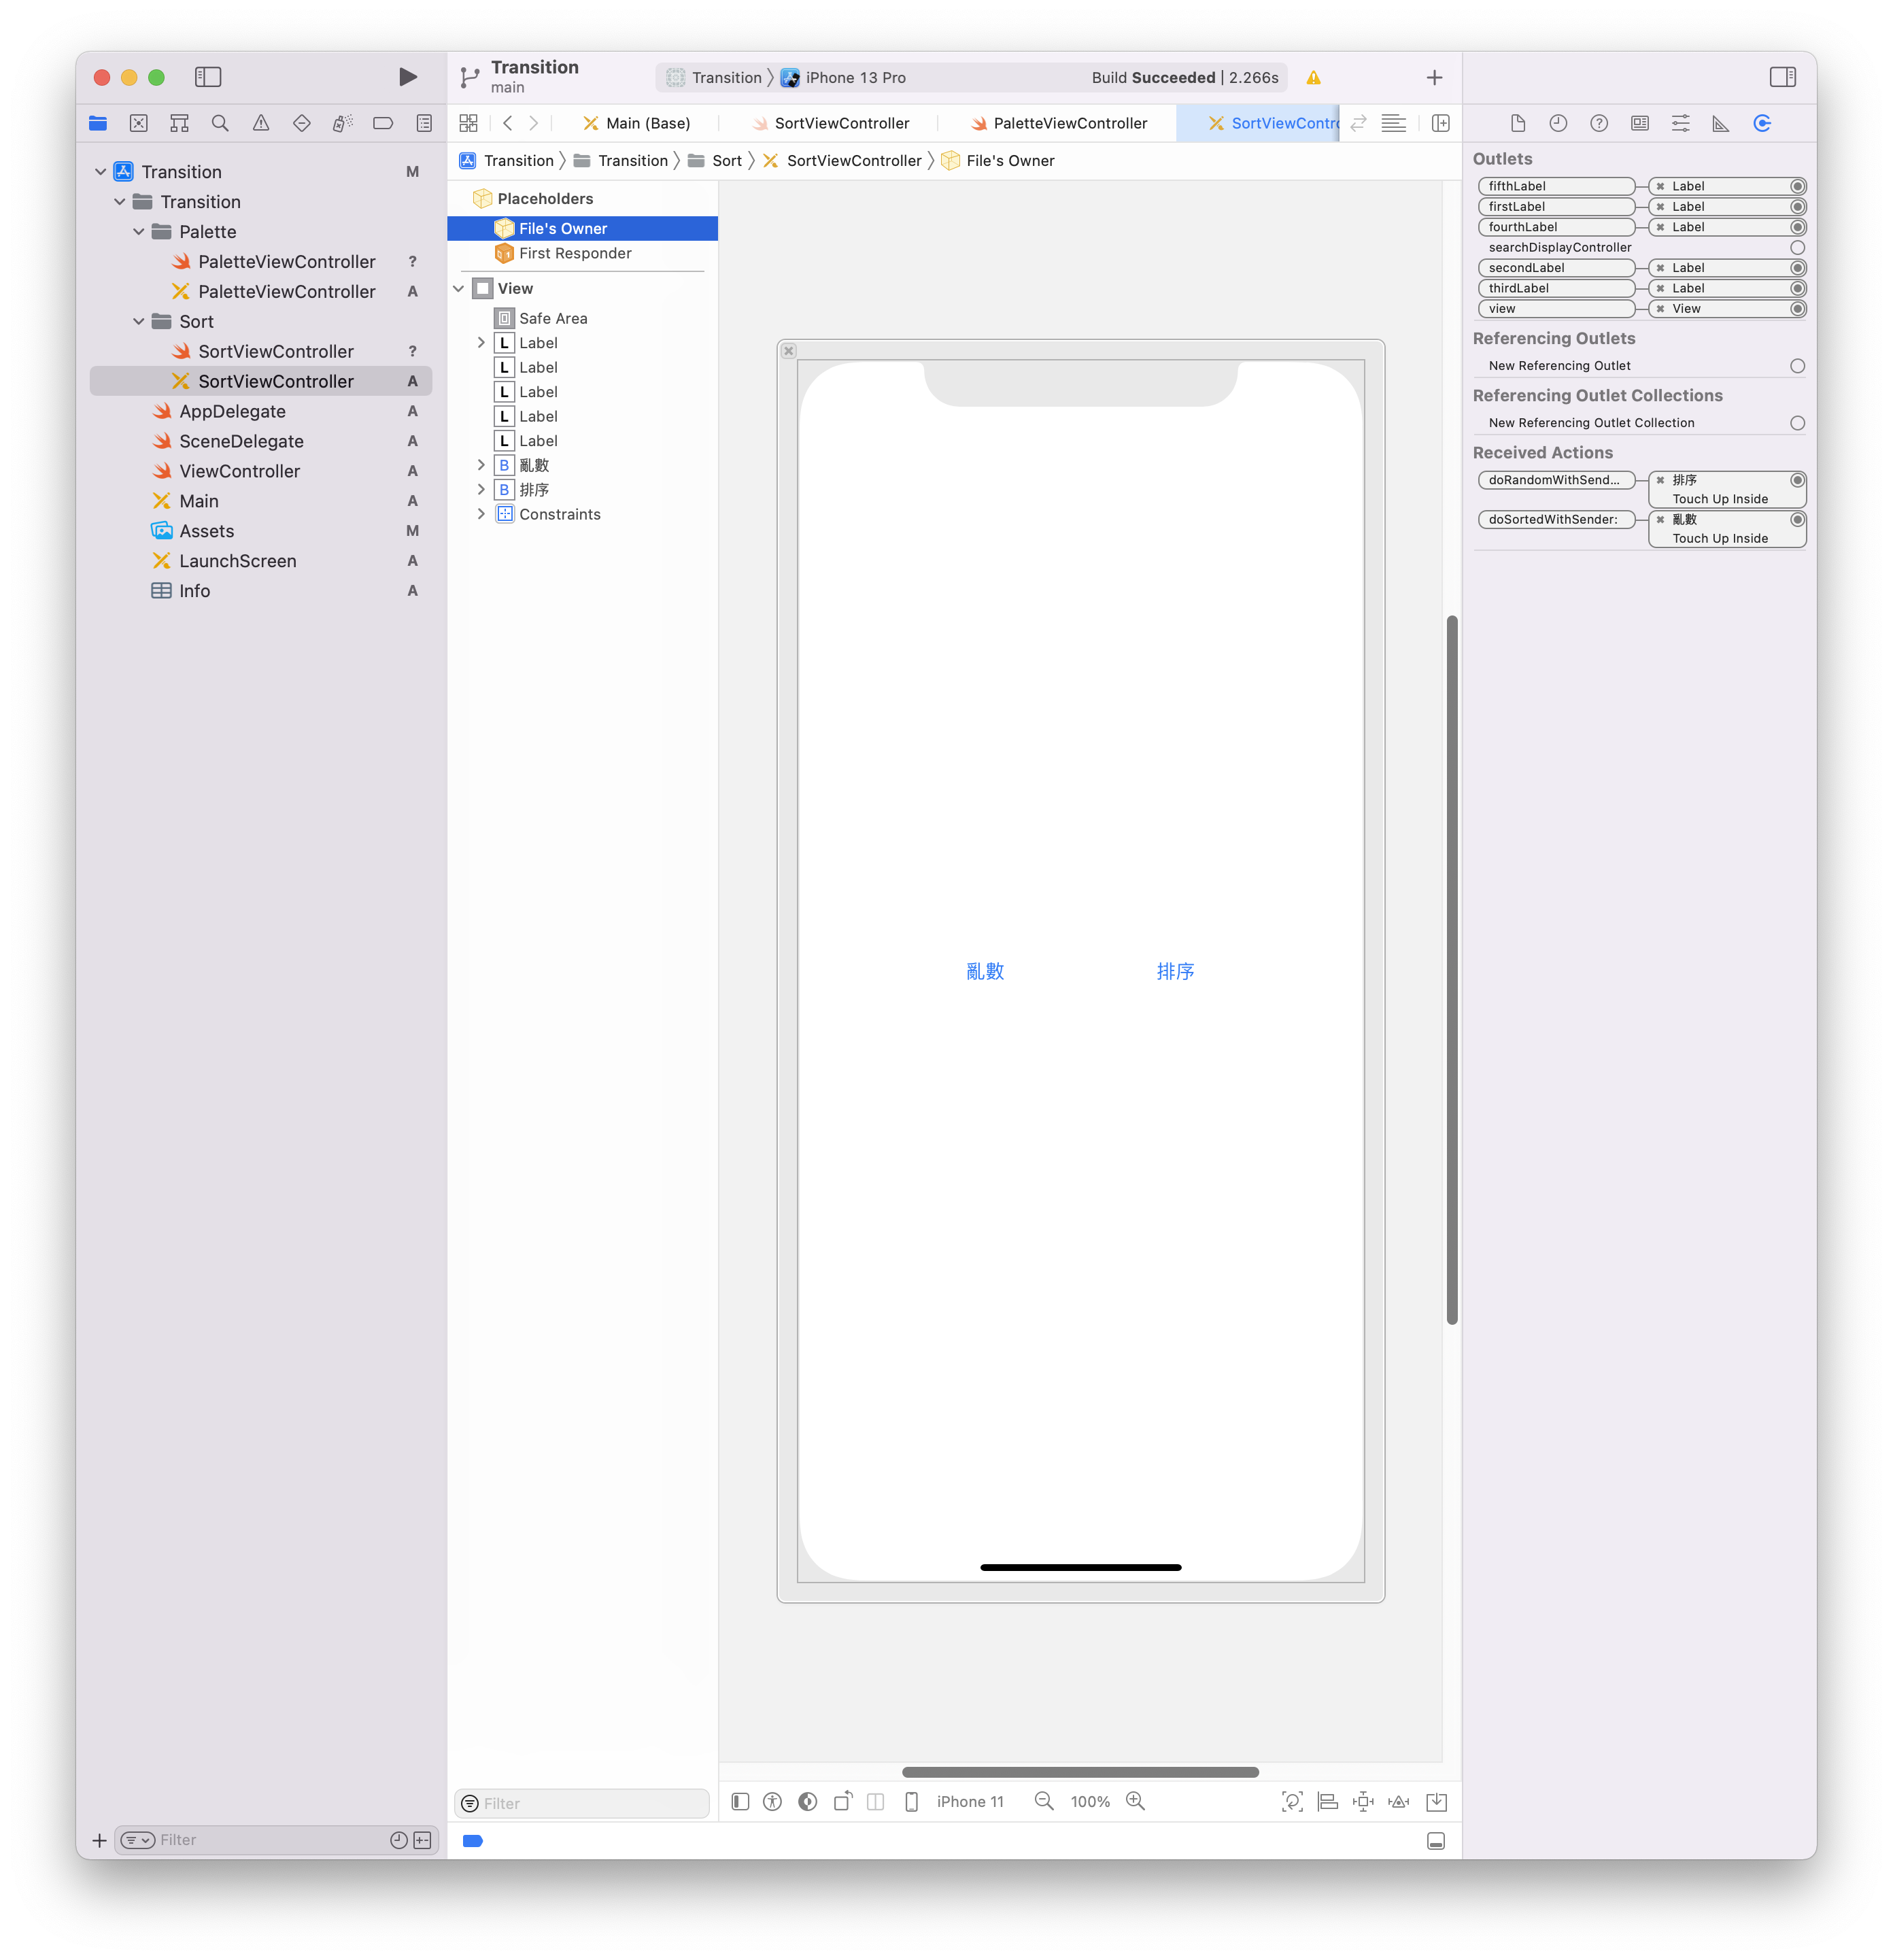 Transition
main
Transition
iPhone 13 Pro
Build Succeeded | 2.266s
Main (Base)
SortViewController
PaletteViewController
SortViewContro
Transition
M
Transition
Palette
PaletteViewController
?
PaletteViewController
A
Sort
SortViewController
?
SortViewController
A
AppDelegate
A
SceneDelegate
A
ViewController
A
Main
A
Assets
M
LaunchScreen
A
Info
A
Filter
Transition
Transition
Sort
SortViewController
File's Owner
Placeholders
File's Owner
First Responder
View
Safe Area
L Label
L Label
L Label
L Label
L Label
B 亂數
B 排序
Constraints
Filter
亂數
排序
iPhone 11
100%
Outlets
fifthLabel
Label
firstLabel
Label
fourthLabel
Label
searchDisplayController
secondLabel
Label
thirdLabel
Label
view
View
Referencing Outlets
New Referencing Outlet
Referencing Outlet Collections
New Referencing Outlet Collection
Received Actions
doRandomWithSend...
排序
Touch Up Inside
doSortedWithSender:
亂數
Touch Up Inside